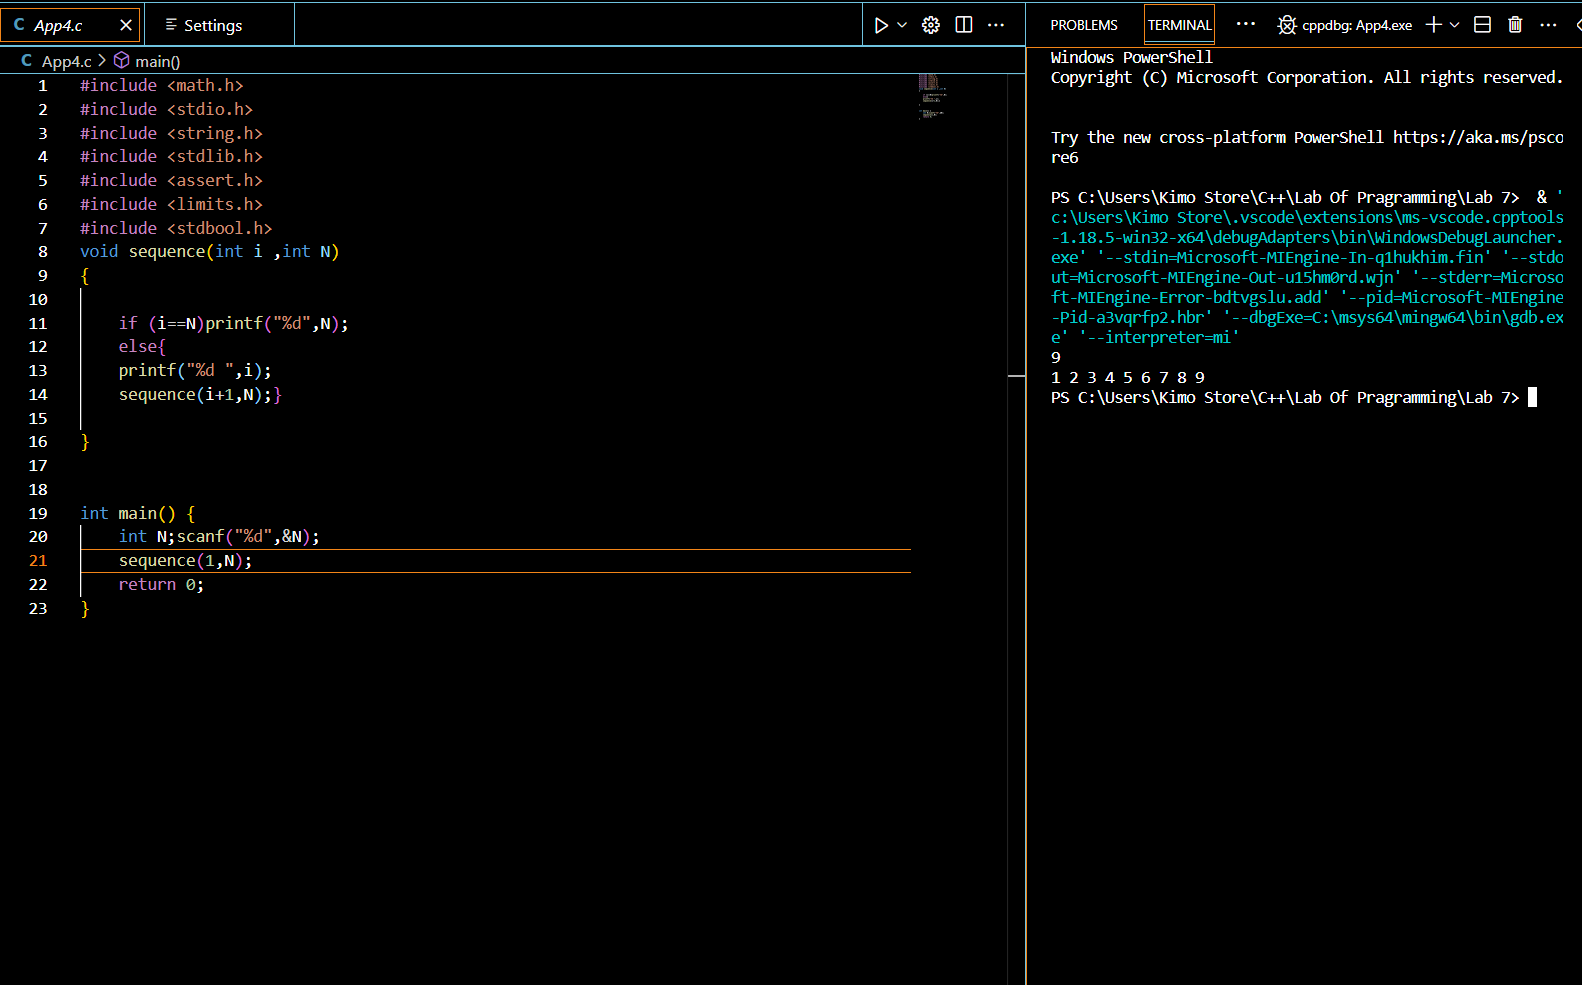 App4.c
Settings
App4.c > main()
1 #include <math.h>
2 #include <stdio.h>
3 #include <string.h>
4 #include <stdlib.h>
5 #include <assert.h>
6 #include <limits.h>
7 #include <stdbool.h>
8 void sequence(int i ,int N)
9 {
10
11 if (i==N)printf("%d",N);
12 else{
13 printf("%d ",i);
14 sequence(i+1,N);}
15
16 }
17
18
19 int main() {
20 int N;scanf("%d",&N);
21 sequence(1,N);
22 return 0;
23 }
PROBLEMS TERMINAL ... cppdbg: App4.exe
Windows PowerShell
Copyright (C) Microsoft Corporation. All rights reserved.
Try the new cross-platform PowerShell https://aka.ms/psco
re6
PS C:\Users\Kimo Store\C++\Lab Of Pragramming\Lab 7>  & '
c:\Users\Kimo Store\.vscode\extensions\ms-vscode.cpptools
-1.18.5-win32-x64\debugAdapters\bin\WindowsDebugLauncher.
exe' '--stdin=Microsoft-MIEngine-In-q1hukhim.fin' '--stdo
ut=Microsoft-MIEngine-Out-u15hm0rd.wjn' '--stderr=Microso
ft-MIEngine-Error-bdtvgslu.add' '--pid=Microsoft-MIEngine
-Pid-a3vqrfp2.hbr' '--dbgExe=C:\msys64\mingw64\bin\gdb.ex
e' '--interpreter=mi'
9
1 2 3 4 5 6 7 8 9
PS C:\Users\Kimo Store\C++\Lab Of Pragramming\Lab 7>